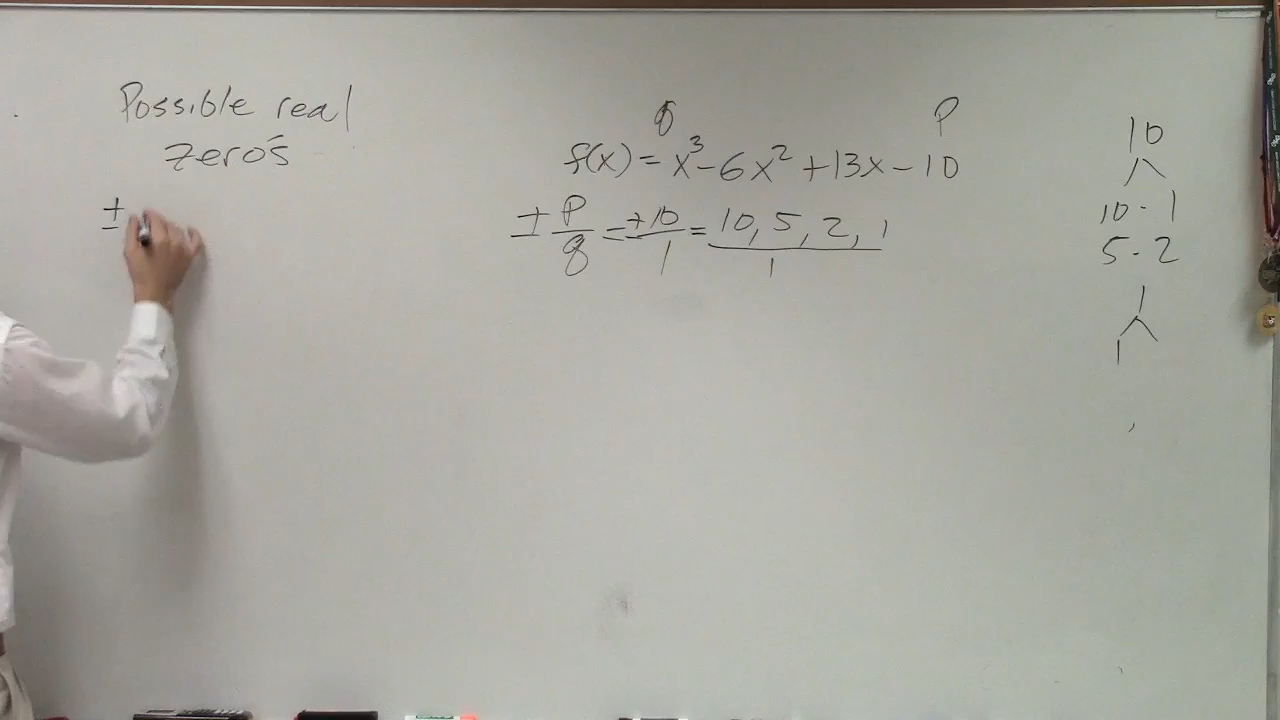 Possible real
zero's
±
q p
f(x) = x³ - 6x² + 13x - 10
± p/q = ±10/1 = 10, 5, 2, 1/1
10
10 · 1
5 · 2
1
1